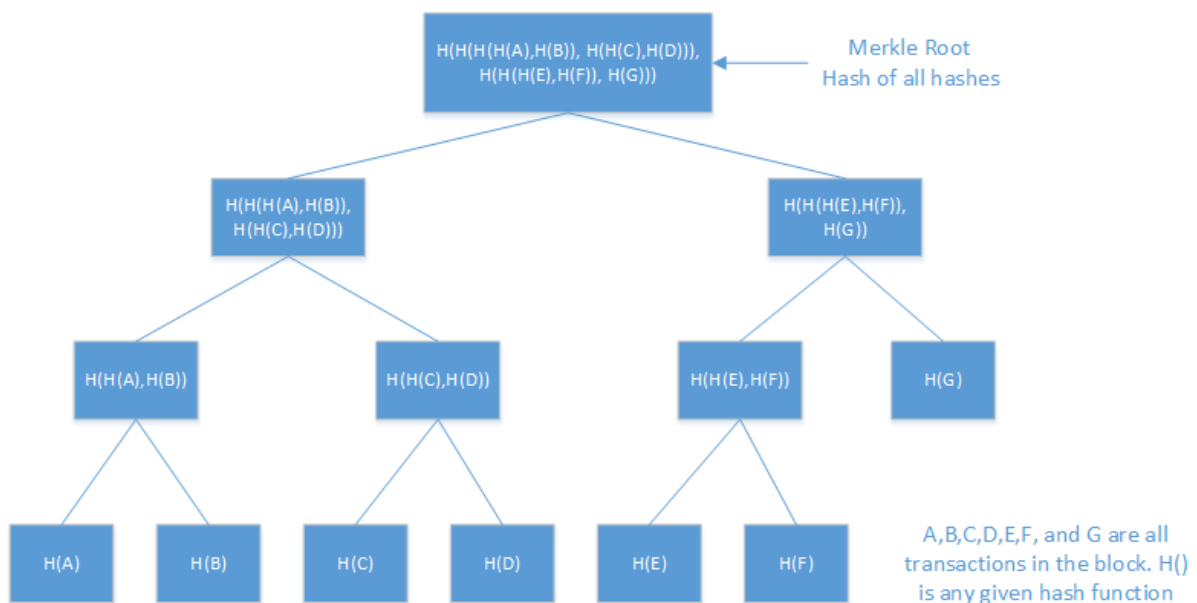 H(H(H(H(A),H(B)), H(H(C),H(D))),
H(H(H(E),H(F)), H(G)))
Merkle Root
Hash of all hashes
H(H(H(A),H(B)),
H(H(C),H(D)))
H(H(H(E),H(F)),
H(G))
H(H(A),H(B))
H(H(C),H(D))
H(H(E),H(F))
H(G)
H(A)
H(B)
H(C)
H(D)
H(E)
H(F)
A,B,C,D,E,F, and G are all
transactions in the block. H()
is any given hash function